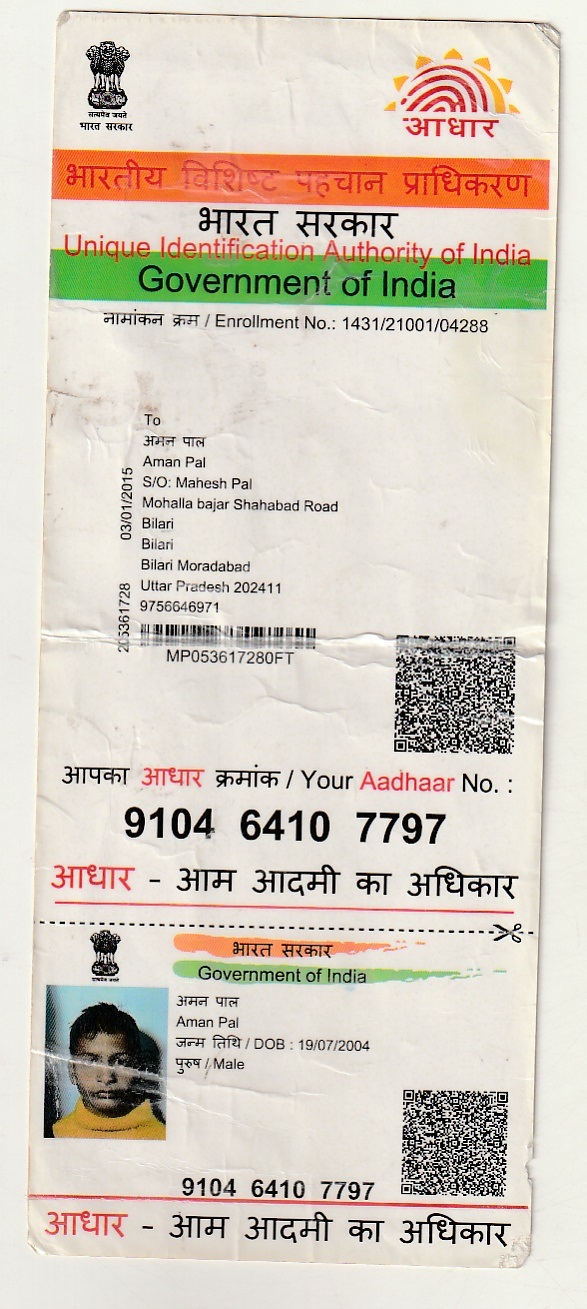 सत्यमेव जयते
भारत सरकार
आधार
भारतीय विशिष्ट पहचान प्राधिकरण
भारत सरकार
Unique Identification Authority of India
Government of India
नामांकन क्रम / Enrollment No.: 1431/21001/04288
To
अमन पाल
Aman Pal
S/O: Mahesh Pal
Mohalla bajar Shahabad Road
Bilari
Bilari
Bilari Moradabad
Uttar Pradesh 202411
9756646971
03/01/2015
MP053617280FT
आपका आधार क्रमांक / Your Aadhaar No. :
9104 6410 7797
आधार - आम आदमी का अधिकार
भारत सरकार
Government of India
सत्यमेव जयते
अमन पाल
Aman Pal
जन्म तिथि / DOB : 19/07/2004
पुरुष / Male
9104 6410 7797
आधार - आम आदमी का अधिकार